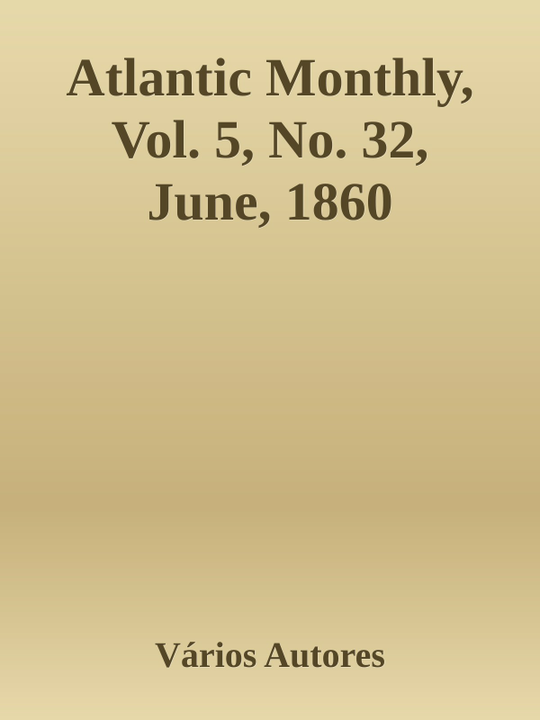 Atlantic Monthly,
Vol. 5, No. 32,
June, 1860
Vários Autores